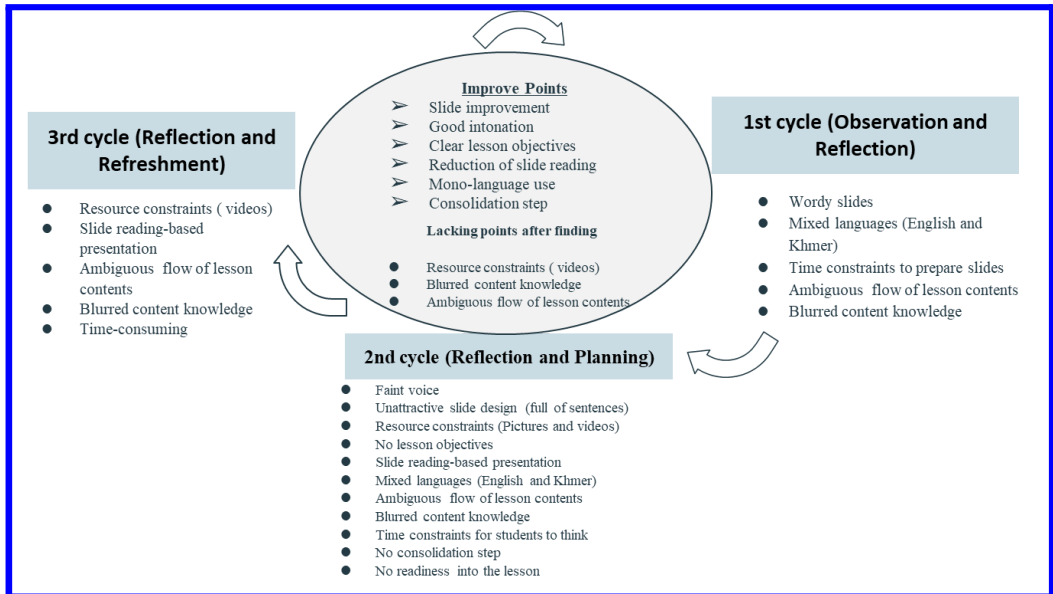 Improve Points
➢ Slide improvement
➢ Good intonation
➢ Clear lesson objectives
➢ Reduction of slide reading
➢ Mono-language use
➢ Consolidation step
Lacking points after finding
● Resource constraints ( videos)
● Blurred content knowledge
● Ambiguous flow of lesson contents
1st cycle (Observation and
Reflection)
● Wordy slides
● Mixed languages (English and
Khmer)
● Time constraints to prepare slides
● Ambiguous flow of lesson contents
● Blurred content knowledge
2nd cycle (Reflection and Planning)
● Faint voice
● Unattractive slide design (full of sentences)
● Resource constraints (Pictures and videos)
● No lesson objectives
● Slide reading-based presentation
● Mixed languages (English and Khmer)
● Ambiguous flow of lesson contents
● Blurred content knowledge
● Time constraints for students to think
● No consolidation step
● No readiness into the lesson
3rd cycle (Reflection and
Refreshment)
● Resource constraints ( videos)
● Slide reading-based
presentation
● Ambiguous flow of lesson
contents
● Blurred content knowledge
● Time-consuming